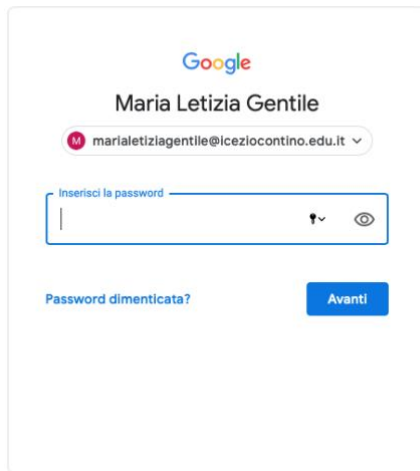 Google
Maria Letizia Gentile
M marialetiziagentile@iceziocontino.edu.it
Inserisci la password
Password dimenticata? Avanti